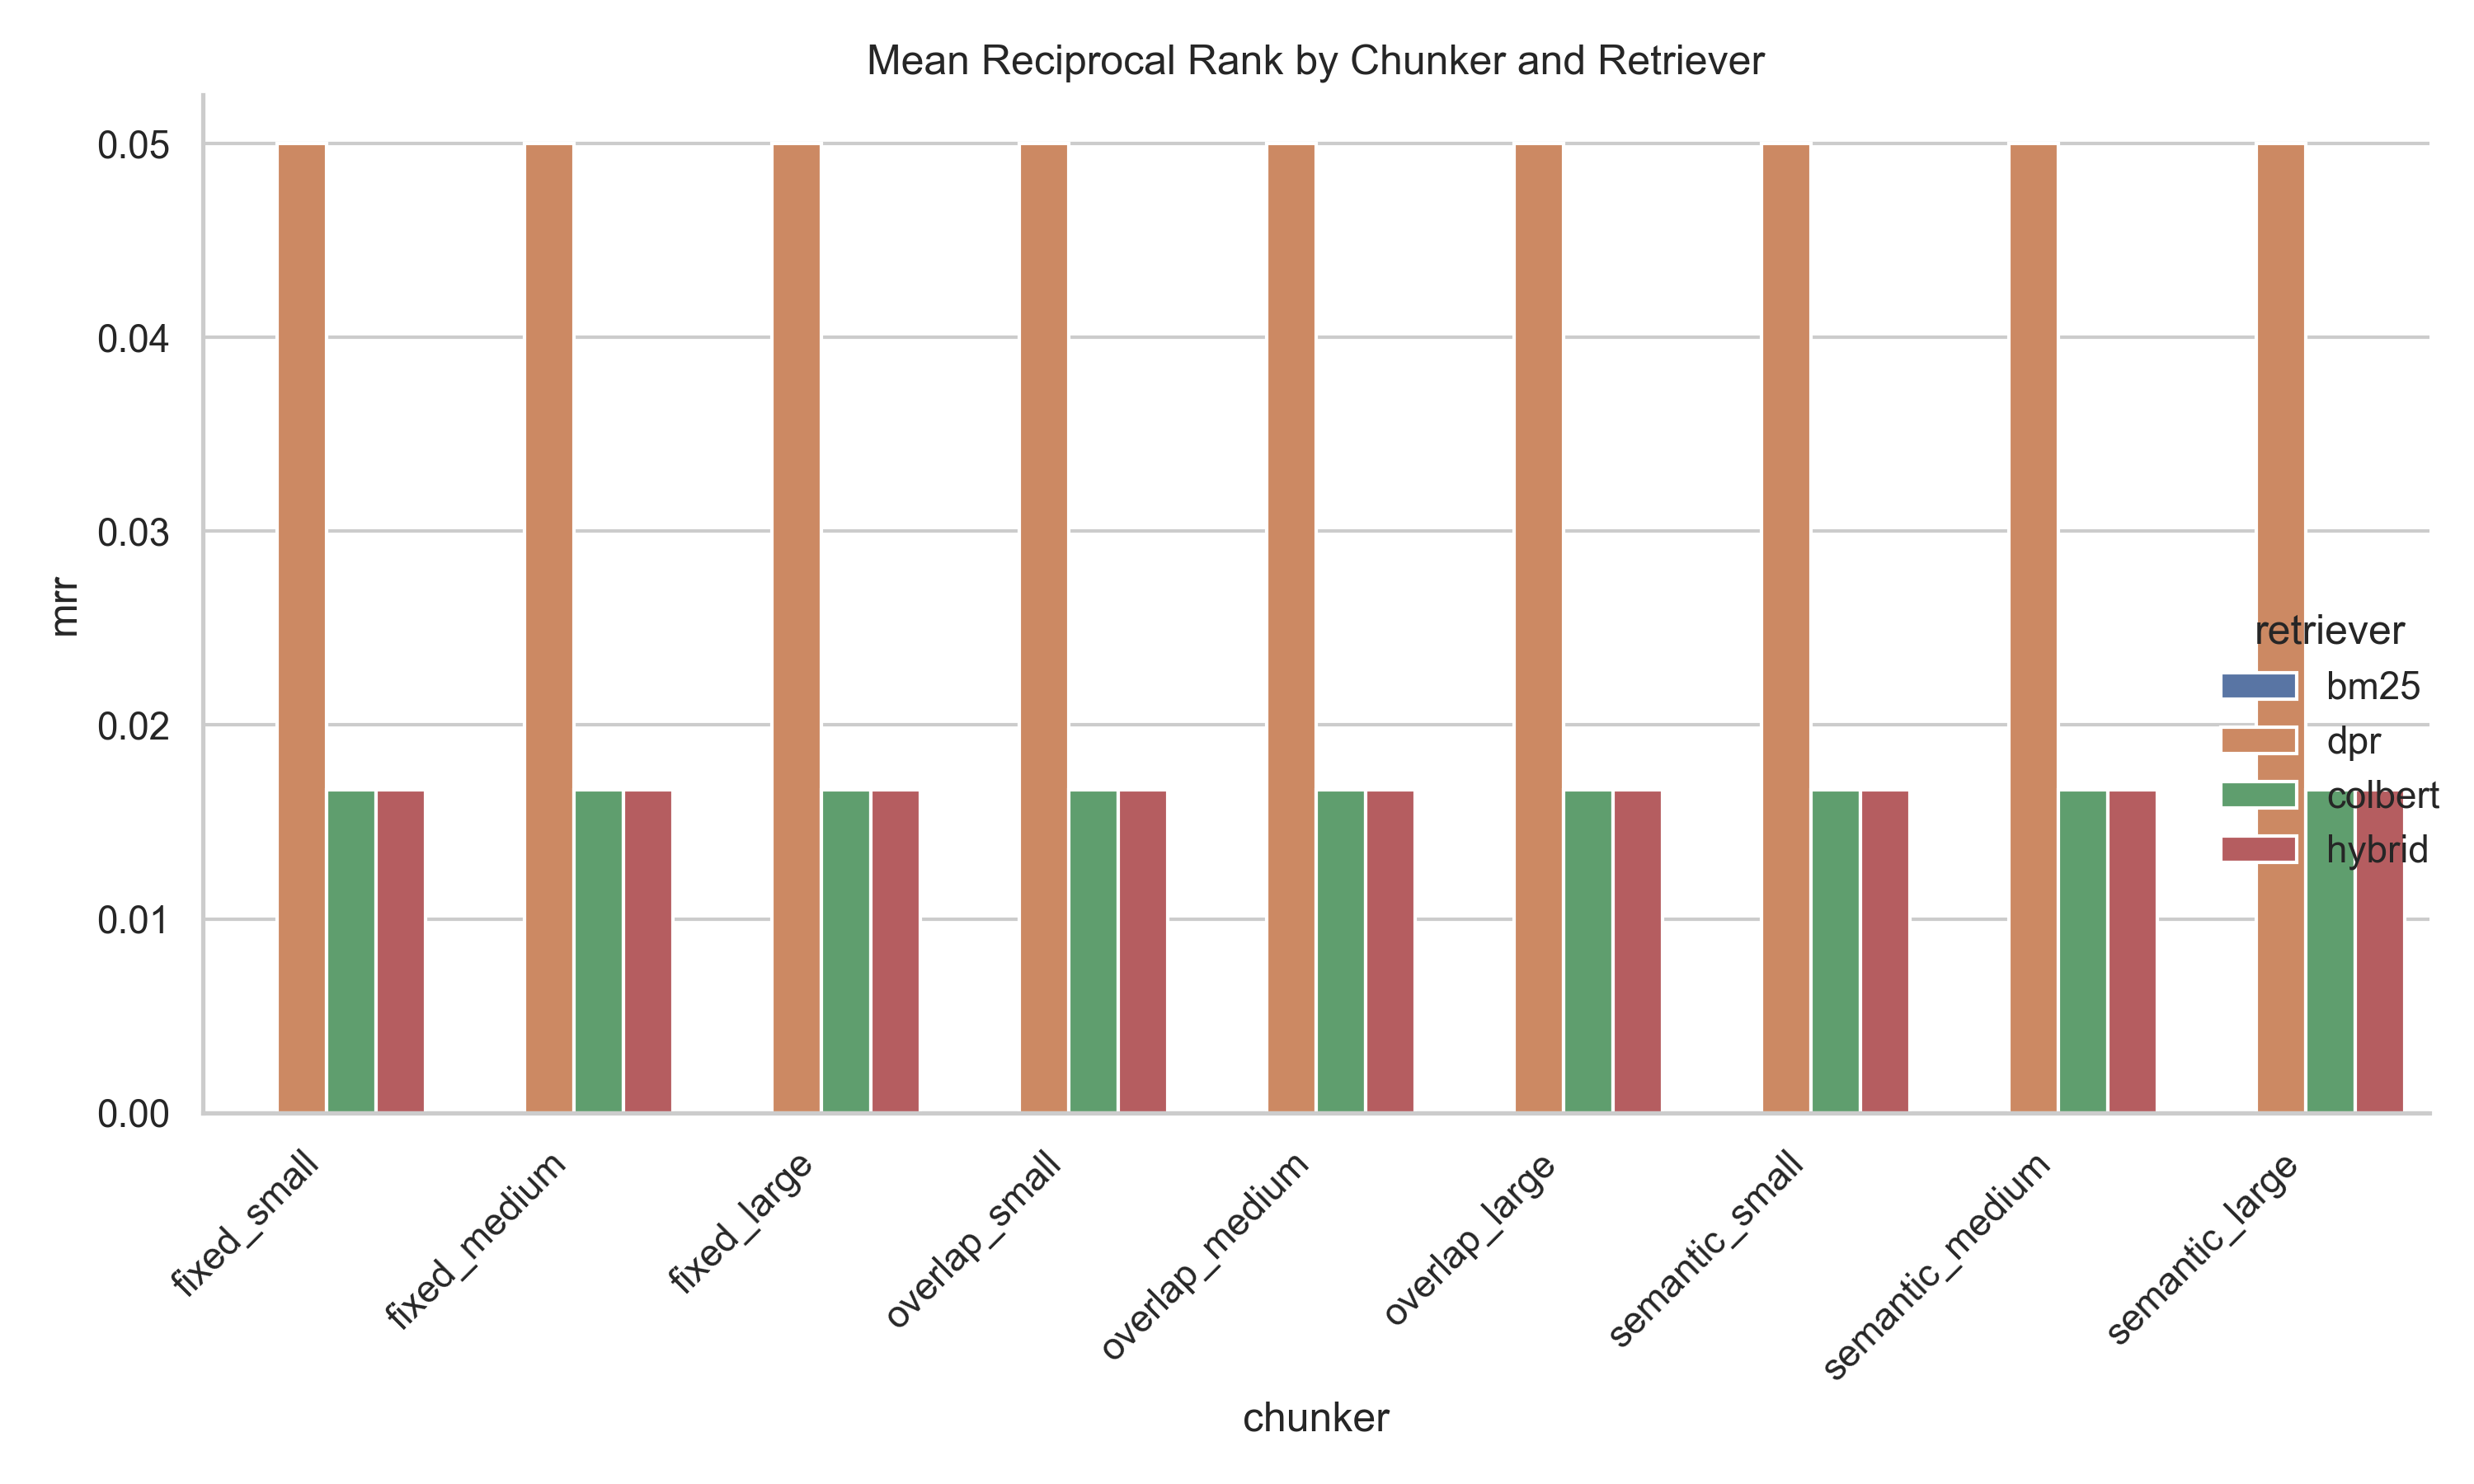 Mean Reciprocal Rank by Chunker and Retriever
0.05
0.04
0.03
0.02
0.01
0.00
mrr
retriever
bm25
dpr
colbert
hybrid
fixed_small
fixed_medium
fixed_large
overlap_small
overlap_medium
overlap_large
semantic_small
semantic_medium
semantic_large
chunker